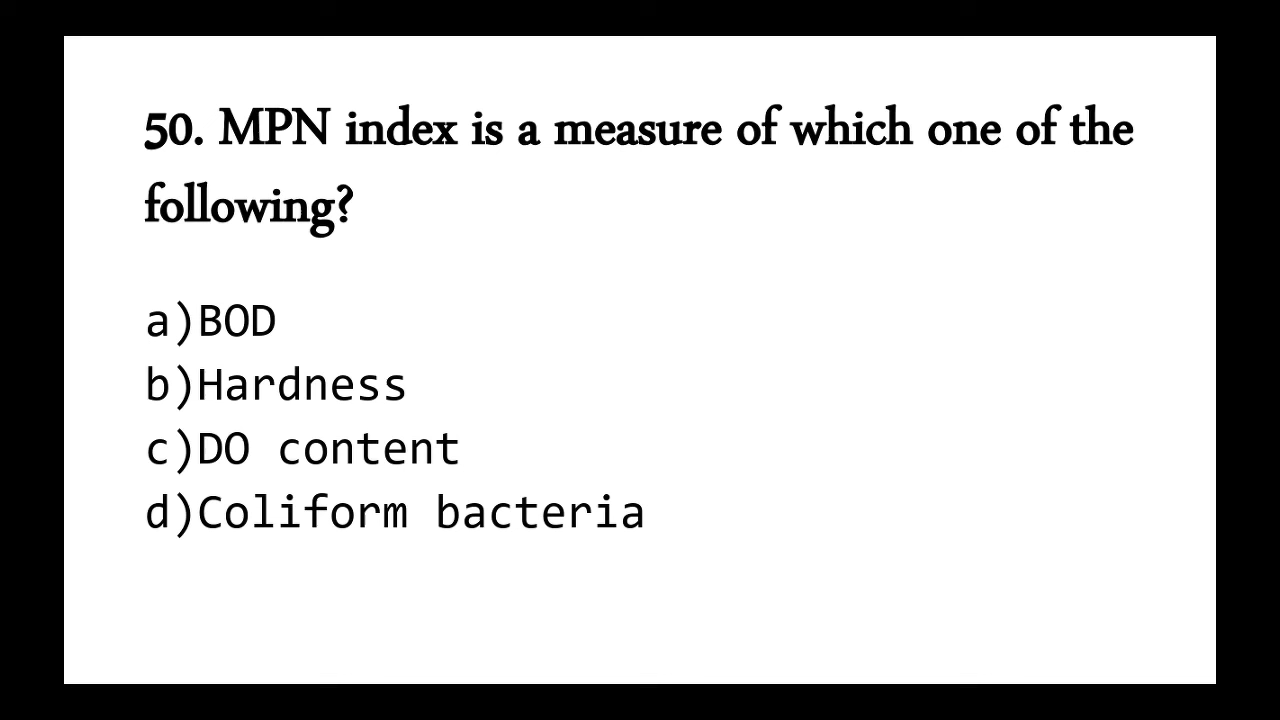 50. MPN index is a measure of which one of the
following?
a)BOD
b)Hardness
c)DO content
d)Coliform bacteria